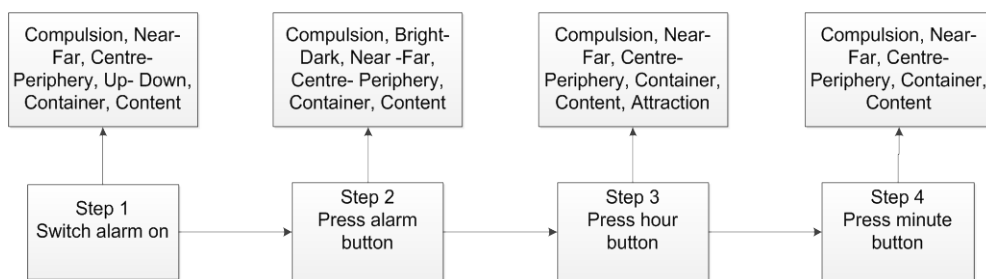 Compulsion, Near-
Far, Centre-
Periphery, Up- Down,
Container, Content
Compulsion, Bright-
Dark, Near -Far,
Centre- Periphery,
Container, Content
Compulsion, Near-
Far, Centre-
Periphery, Container,
Content, Attraction
Compulsion, Near-
Far, Centre-
Periphery, Container,
Content
Step 1
Switch alarm on
Step 2
Press alarm
button
Step 3
Press hour
button
Step 4
Press minute
button